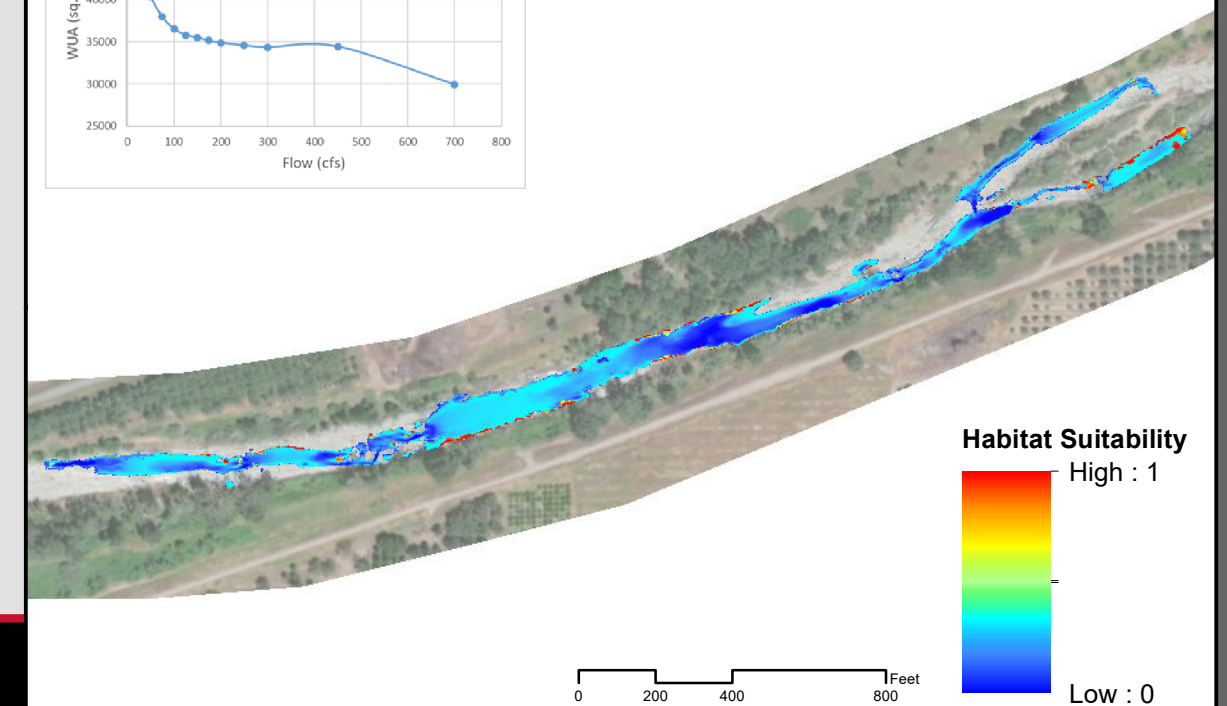 40000
WUA (sq.
35000
30000
25000
0 100 200 300 400 500 600 700 800
Flow (cfs)
Habitat Suitability
High : 1
Low : 0
Feet
0 200 400 800